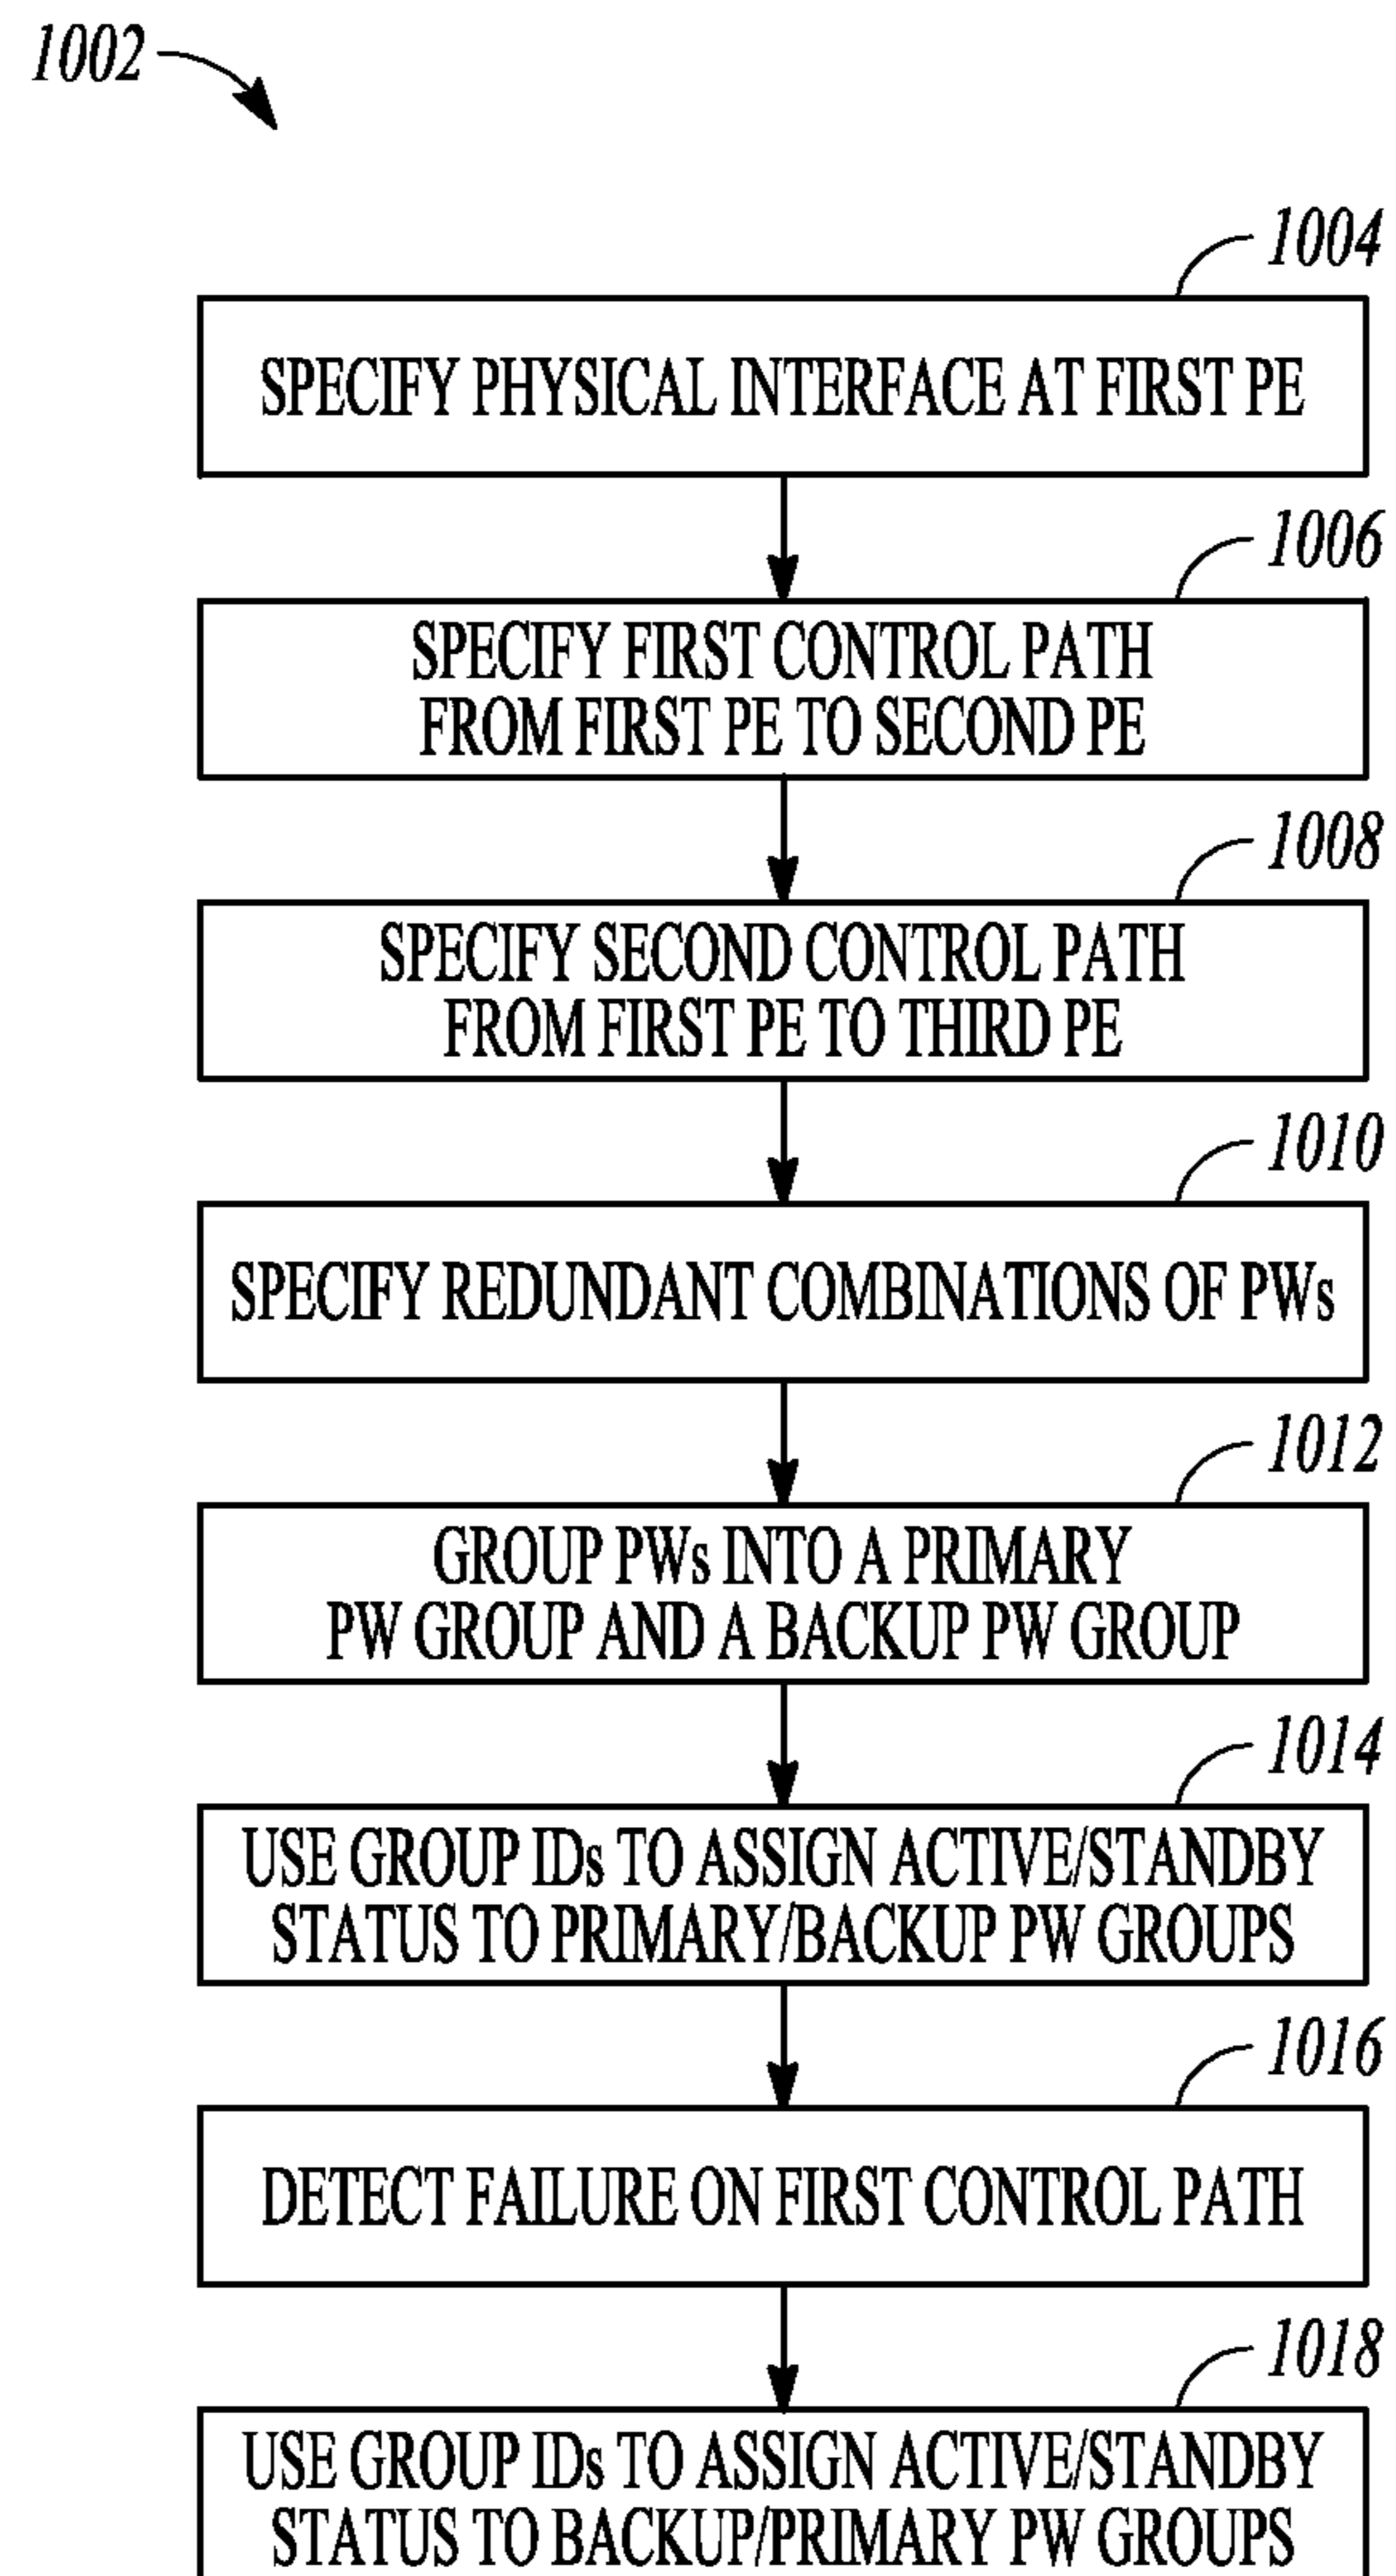 1002
1004
SPECIFY PHYSICAL INTERFACE AT FIRST PE
1006
SPECIFY FIRST CONTROL PATH
FROM FIRST PE TO SECOND PE
1008
SPECIFY SECOND CONTROL PATH
FROM FIRST PE TO THIRD PE
1010
SPECIFY REDUNDANT COMBINATIONS OF PWs
1012
GROUP PWs INTO A PRIMARY
PW GROUP AND A BACKUP PW GROUP
1014
USE GROUP IDs TO ASSIGN ACTIVE/STANDBY
STATUS TO PRIMARY/BACKUP PW GROUPS
1016
DETECT FAILURE ON FIRST CONTROL PATH
1018
USE GROUP IDs TO ASSIGN ACTIVE/STANDBY
STATUS TO BACKUP/PRIMARY PW GROUPS